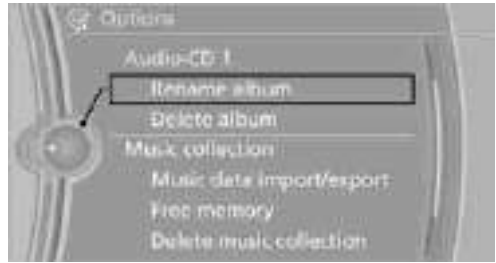 Options
Audio-CD 1
Rename album
Delete album
Music collection
Music data import/export
Free memory
Delete music collection